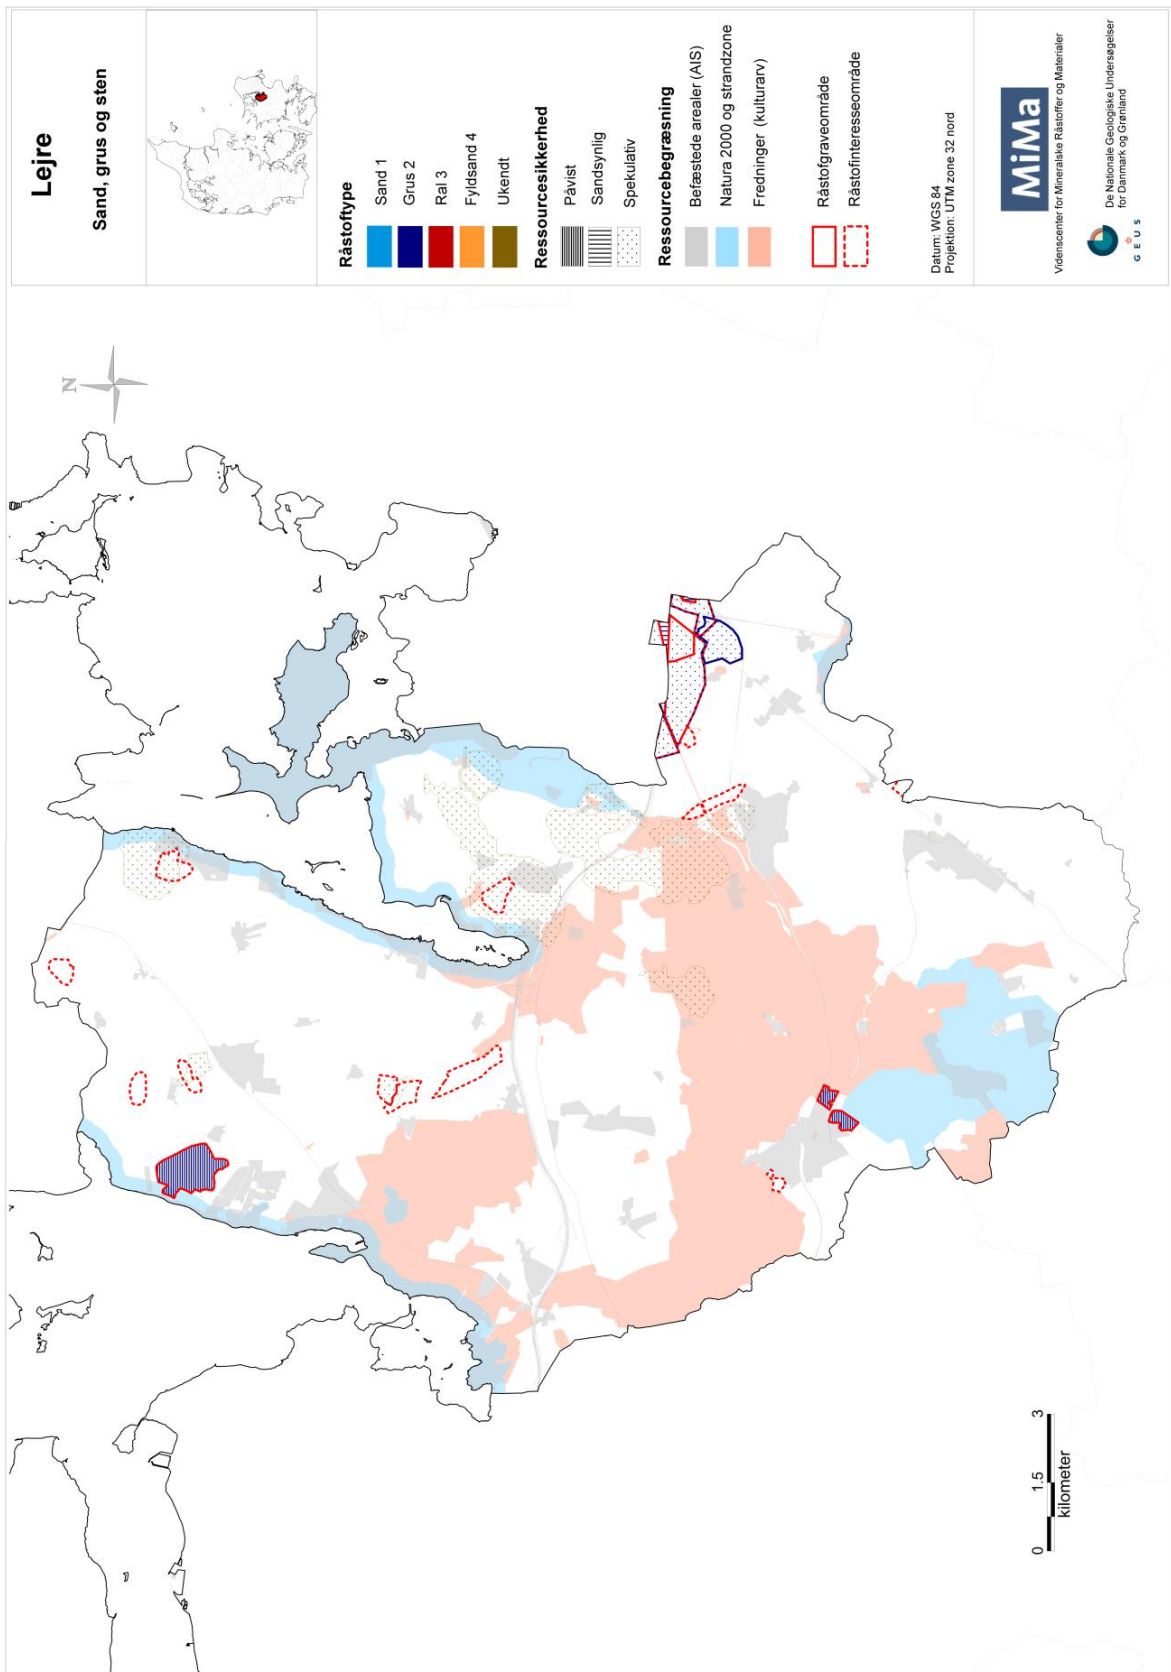 Lejre
Sand, grus og sten
Råstoftype
Sand 1
Grus 2
Ral 3
Fyldsand 4
Ukendt
Ressourcesikkerhed
Påvist
Sandsynlig
Spekulativ
Ressourcebegræsning
Befæstede arealer (AIS)
Natura 2000 og strandzone
Fredninger (kulturarv)
Råstofgraveområde
Råstofinteresseområde
Datum: WGS 84
Projektion: UTM zone 32 nord
MiMa
Videnscenter for Mineralske Råstoffer og Materialer
G E U S
De Nationale Geologiske Undersøgelser
for Danmark og Grønland
N
0 1.5 3
kilometer